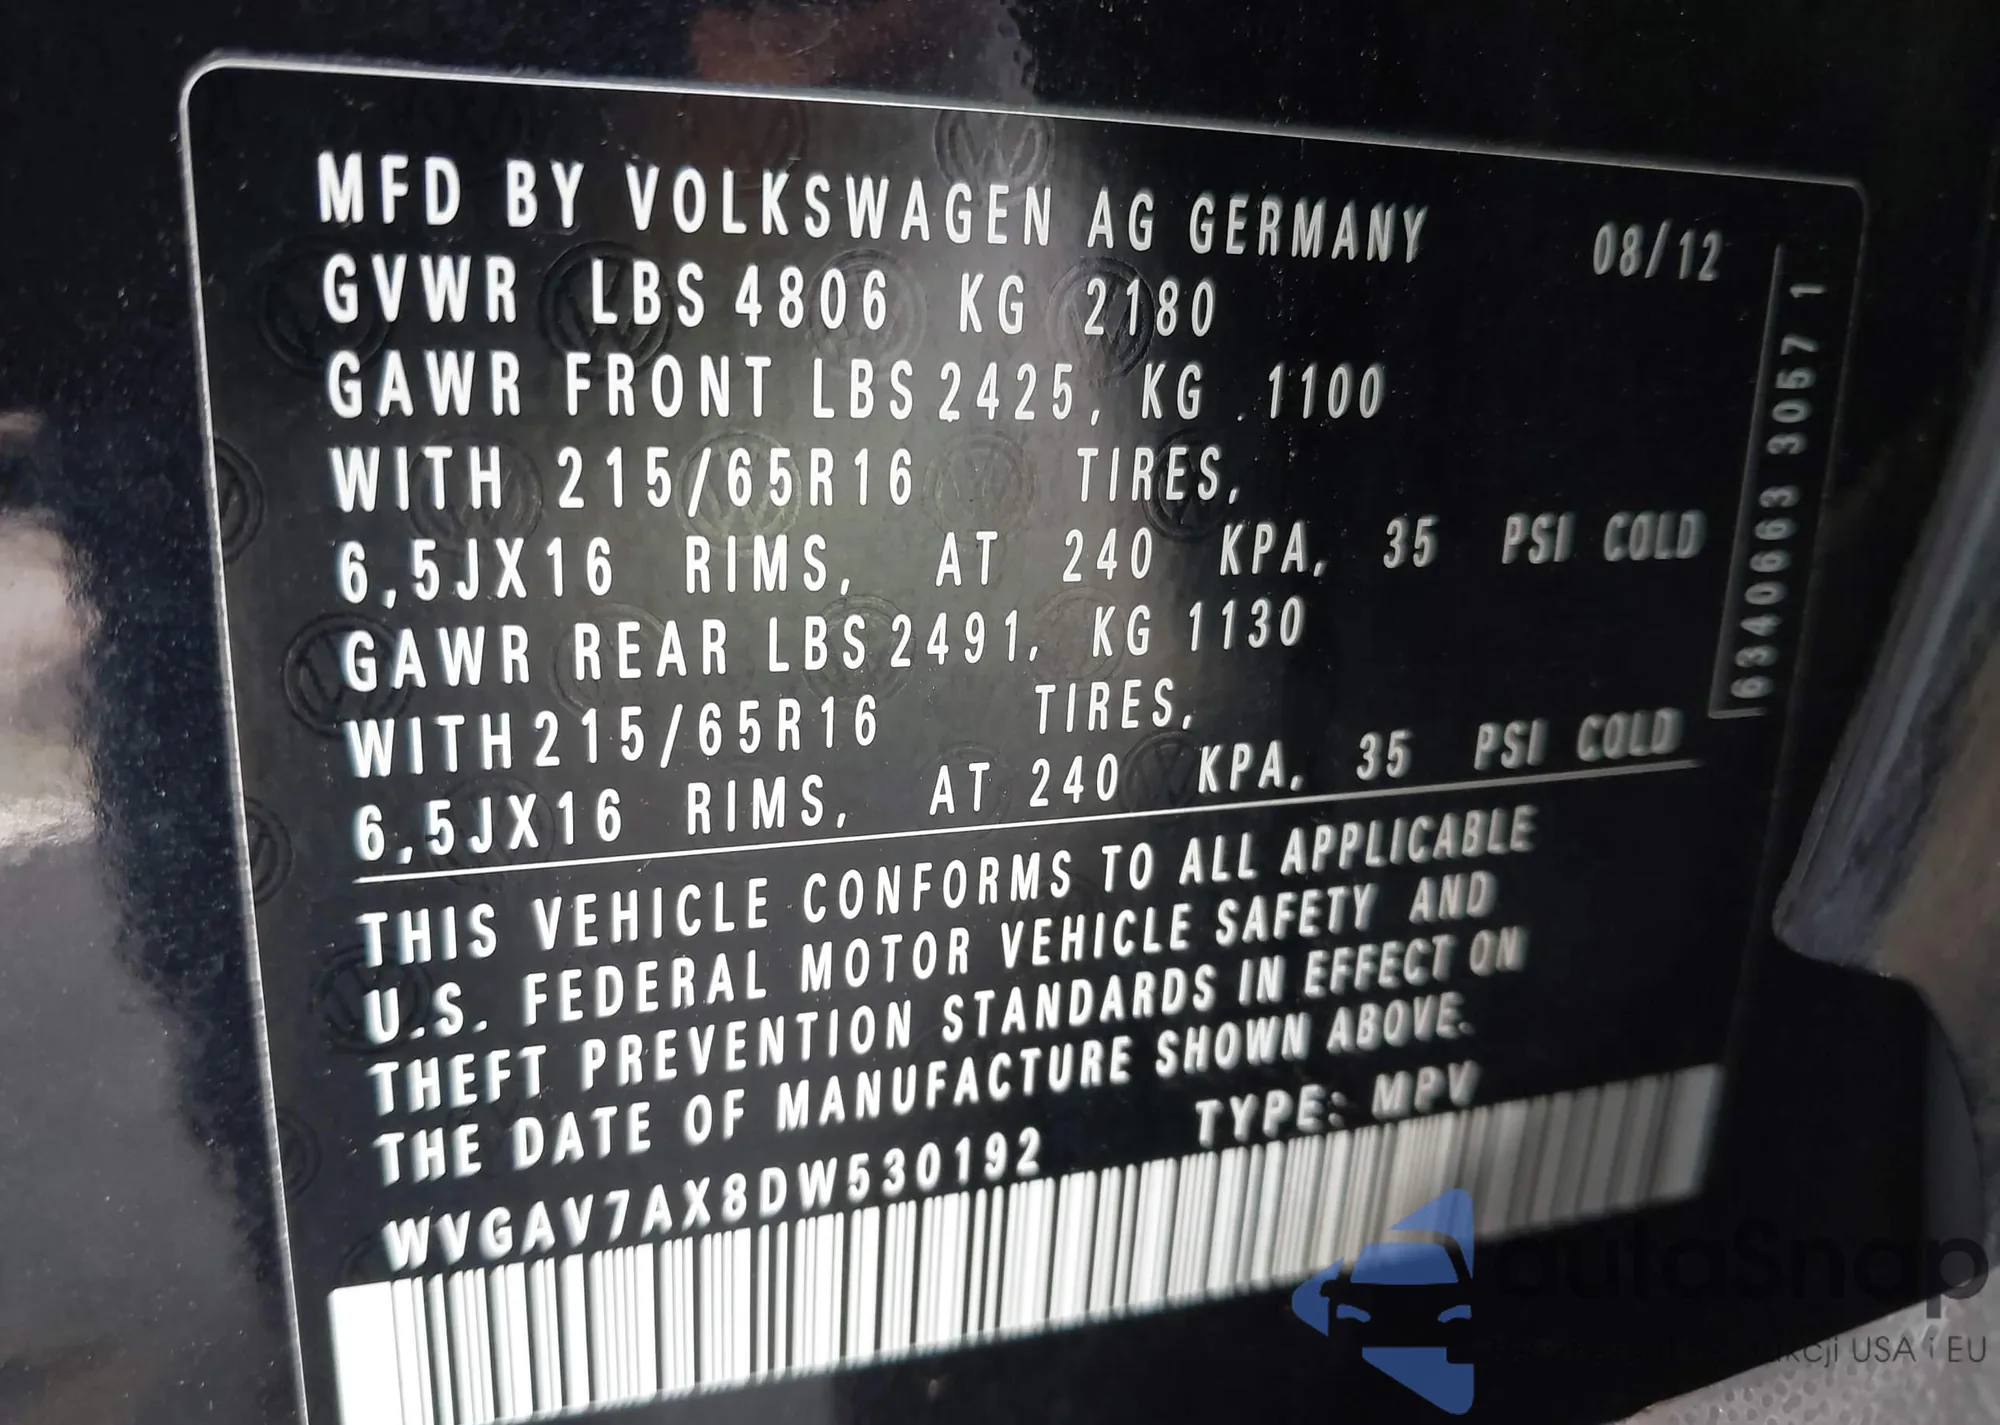 MFD BY VOLKSWAGEN AG GERMANY 08/12
GVWR LBS 4806 KG 2180
GAWR FRONT LBS 2425, KG .1100
WITH 215/65R16 TIRES,
6,5JX16 RIMS, AT 240 KPA, 35 PSI COLD
GAWR REAR LBS 2491, KG 1130
WITH 215/65R16 TIRES,
6,5JX16 RIMS, AT 240 KPA, 35 PSI COLD
6340663 3057 1
THIS VEHICLE CONFORMS TO ALL APPLICABLE
U.S. FEDERAL MOTOR VEHICLE SAFETY AND
THEFT PREVENTION STANDARDS IN EFFECT ON
THE DATE OF MANUFACTURE SHOWN ABOVE.
WVGAV7AX8DW530192 TYPE: MPV
autaSnap
USA i EU